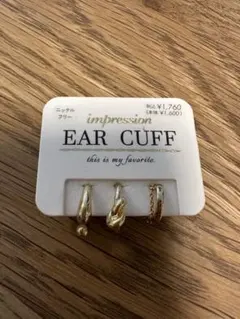 ニッケル
フリー
税込¥1,760
(本体 ¥1,600)
impression
EAR CUFF
this is my favorite.